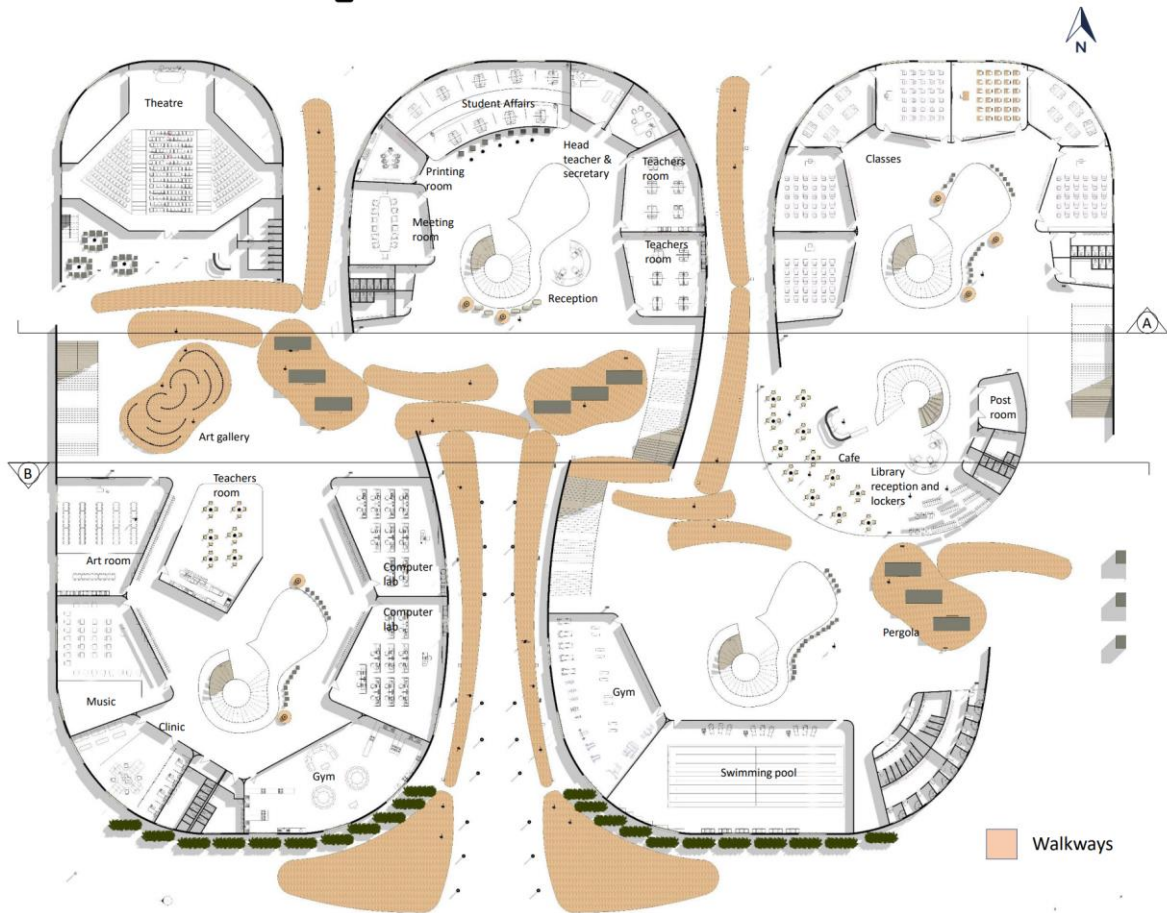 N
Theatre
Student Affairs
Head
teacher &
secretary
Teachers
room
Classes
Printing
room
Meeting
room
Teachers
room
Reception
A
Art gallery
Post
room
Cafe
Library
reception and
lockers
B
Teachers
room
Art room
Computer
lab
Computer
lab
Pergola
Music
Gym
Clinic
Gym
Swimming pool
Walkways